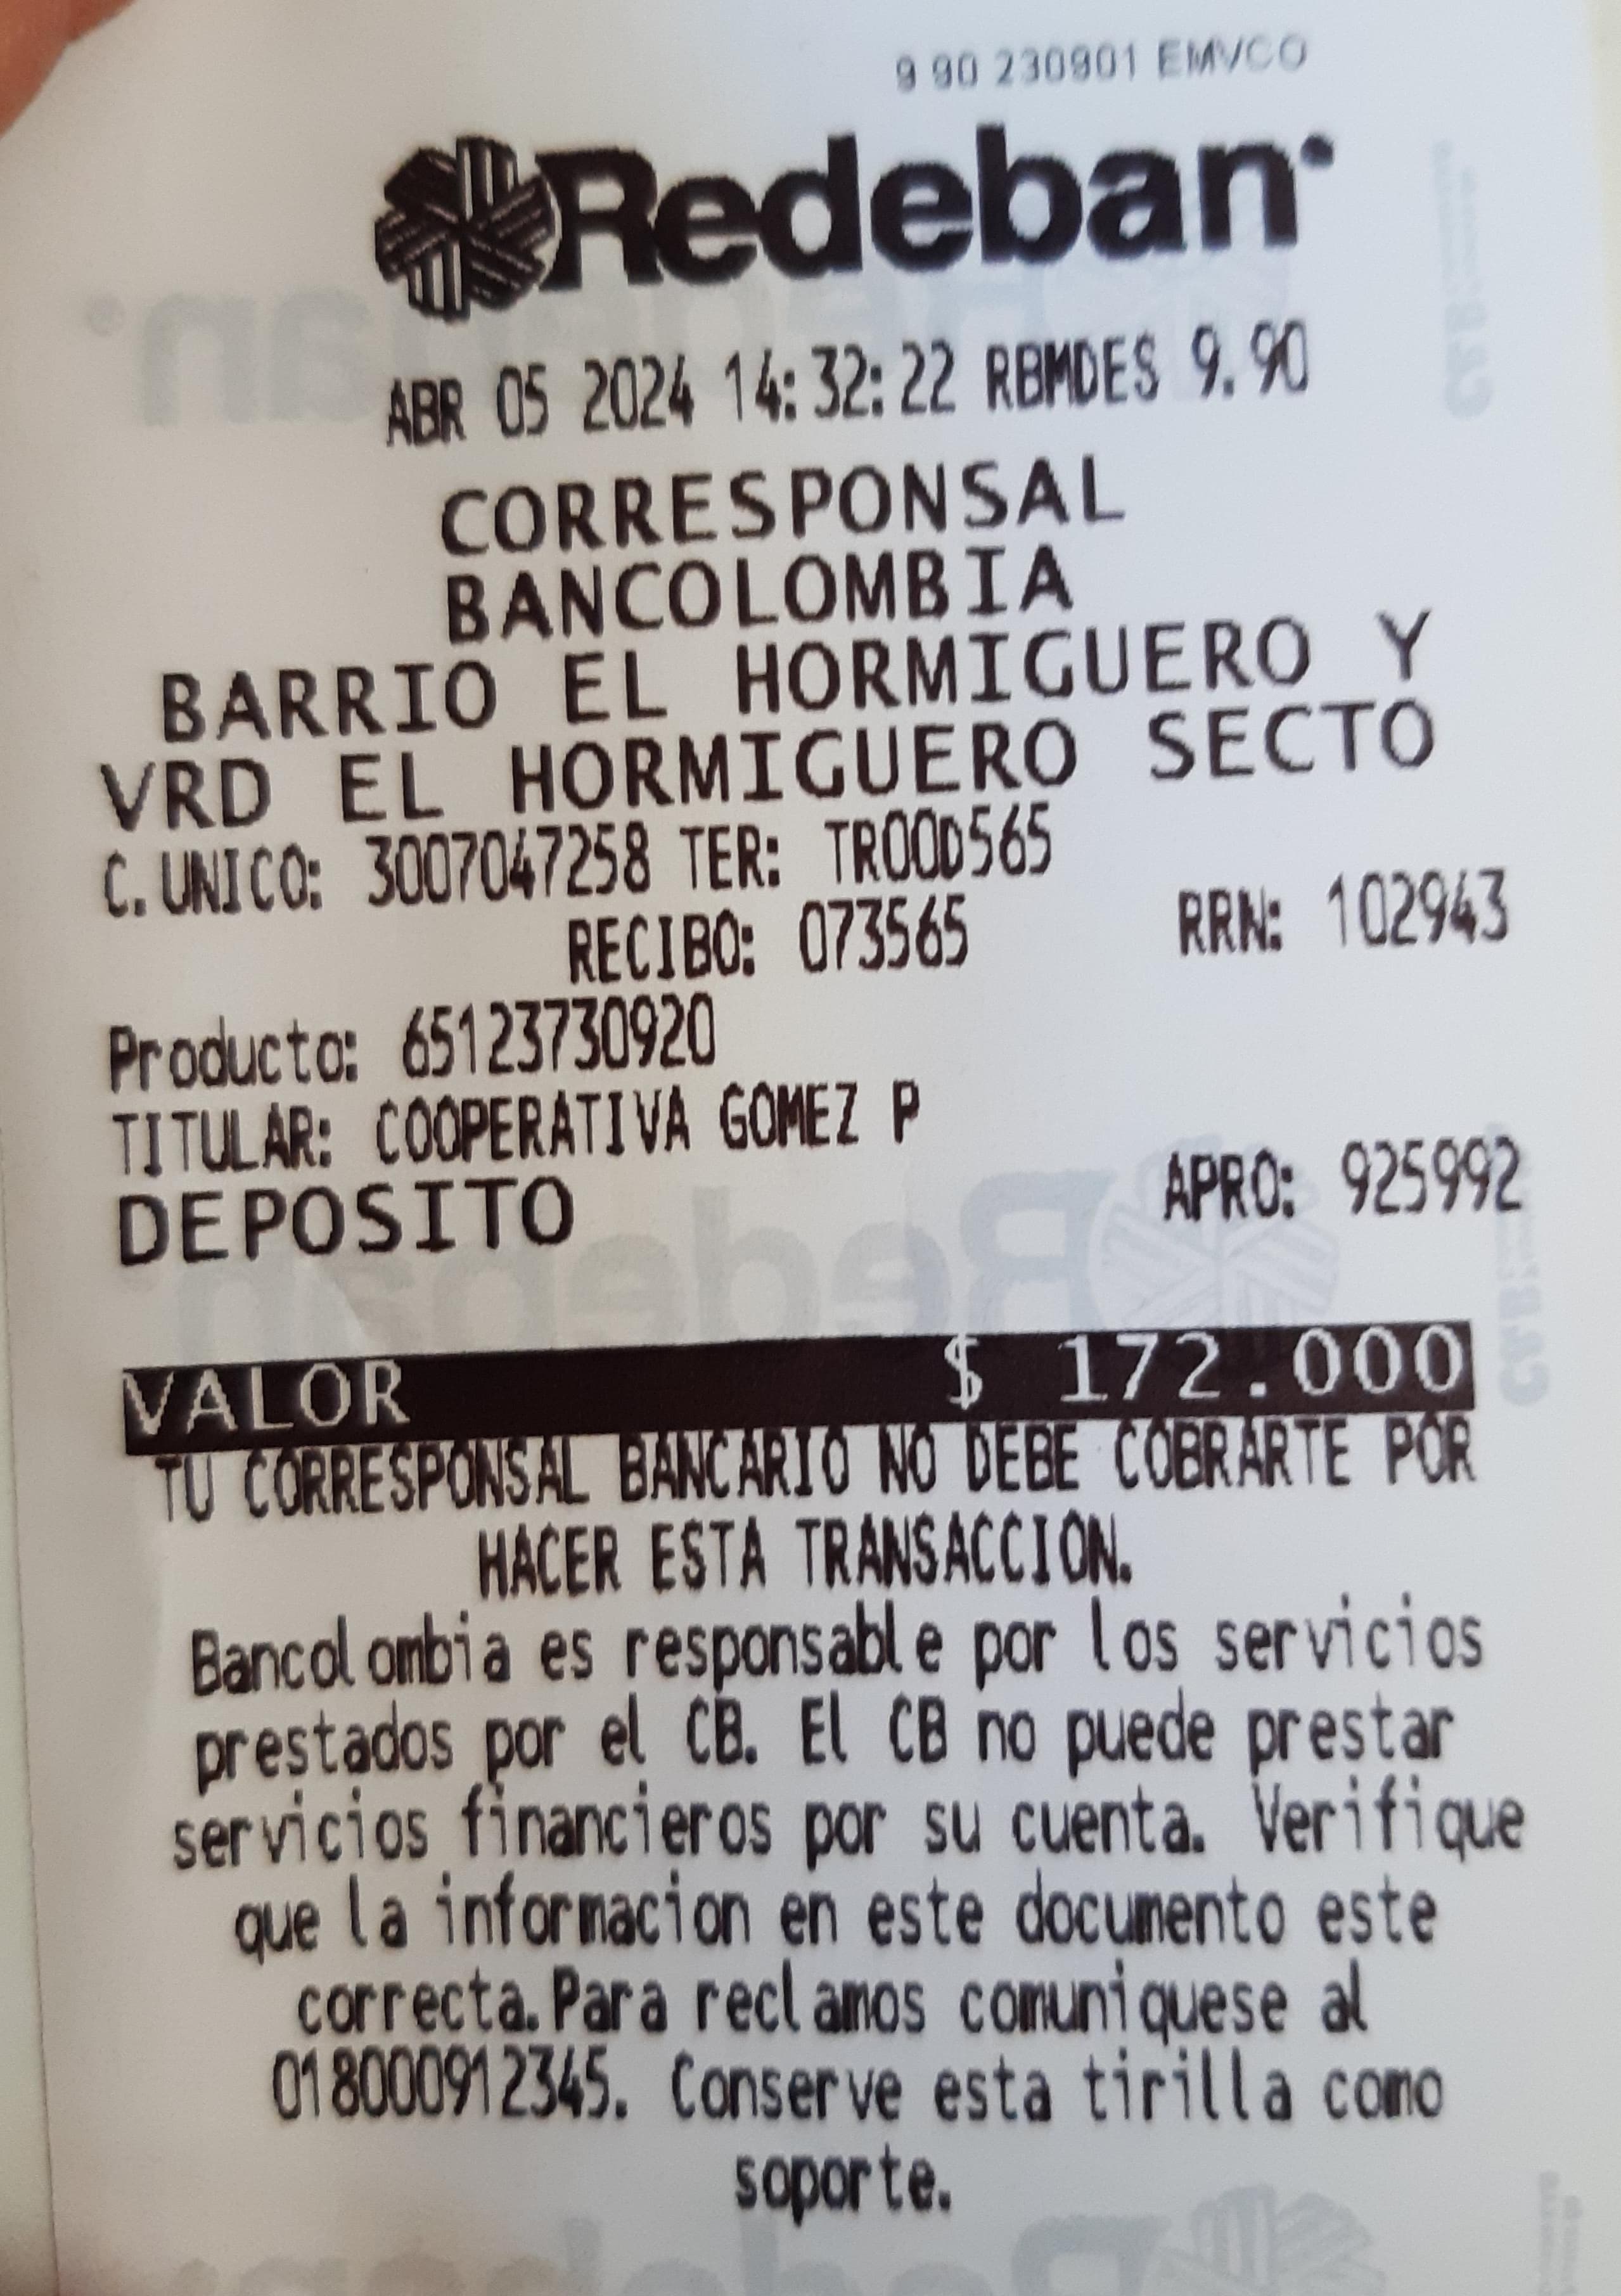 9 90 230901 EMVCO
Redeban
ABR 05 2024 14:32:22 RBMDES 9.90
CORRESPONSAL
BANCOLOMBIA
BARRIO EL HORMIGUERO Y
VRD EL HORMIGUERO SECTO
C.UNICO: 3007047258 TER: TR00D565
RECIBO: 073565 RRN: 102943
Producto: 65123730920
TITULAR: COOPERATIVA GOMEZ P
DEPOSITO APRO: 925992
VALOR $ 172.000
TU CORRESPONSAL BANCARIO NO DEBE COBRARTE POR
HACER ESTA TRANSACCION.
Bancolombia es responsable por los servicios
prestados por el CB. El CB no puede prestar
servicios financieros por su cuenta. Verifique
que la informacion en este documento este
correcta.Para reclamos comuniquese al
018000912345. Conserve esta tirilla como
soporte.